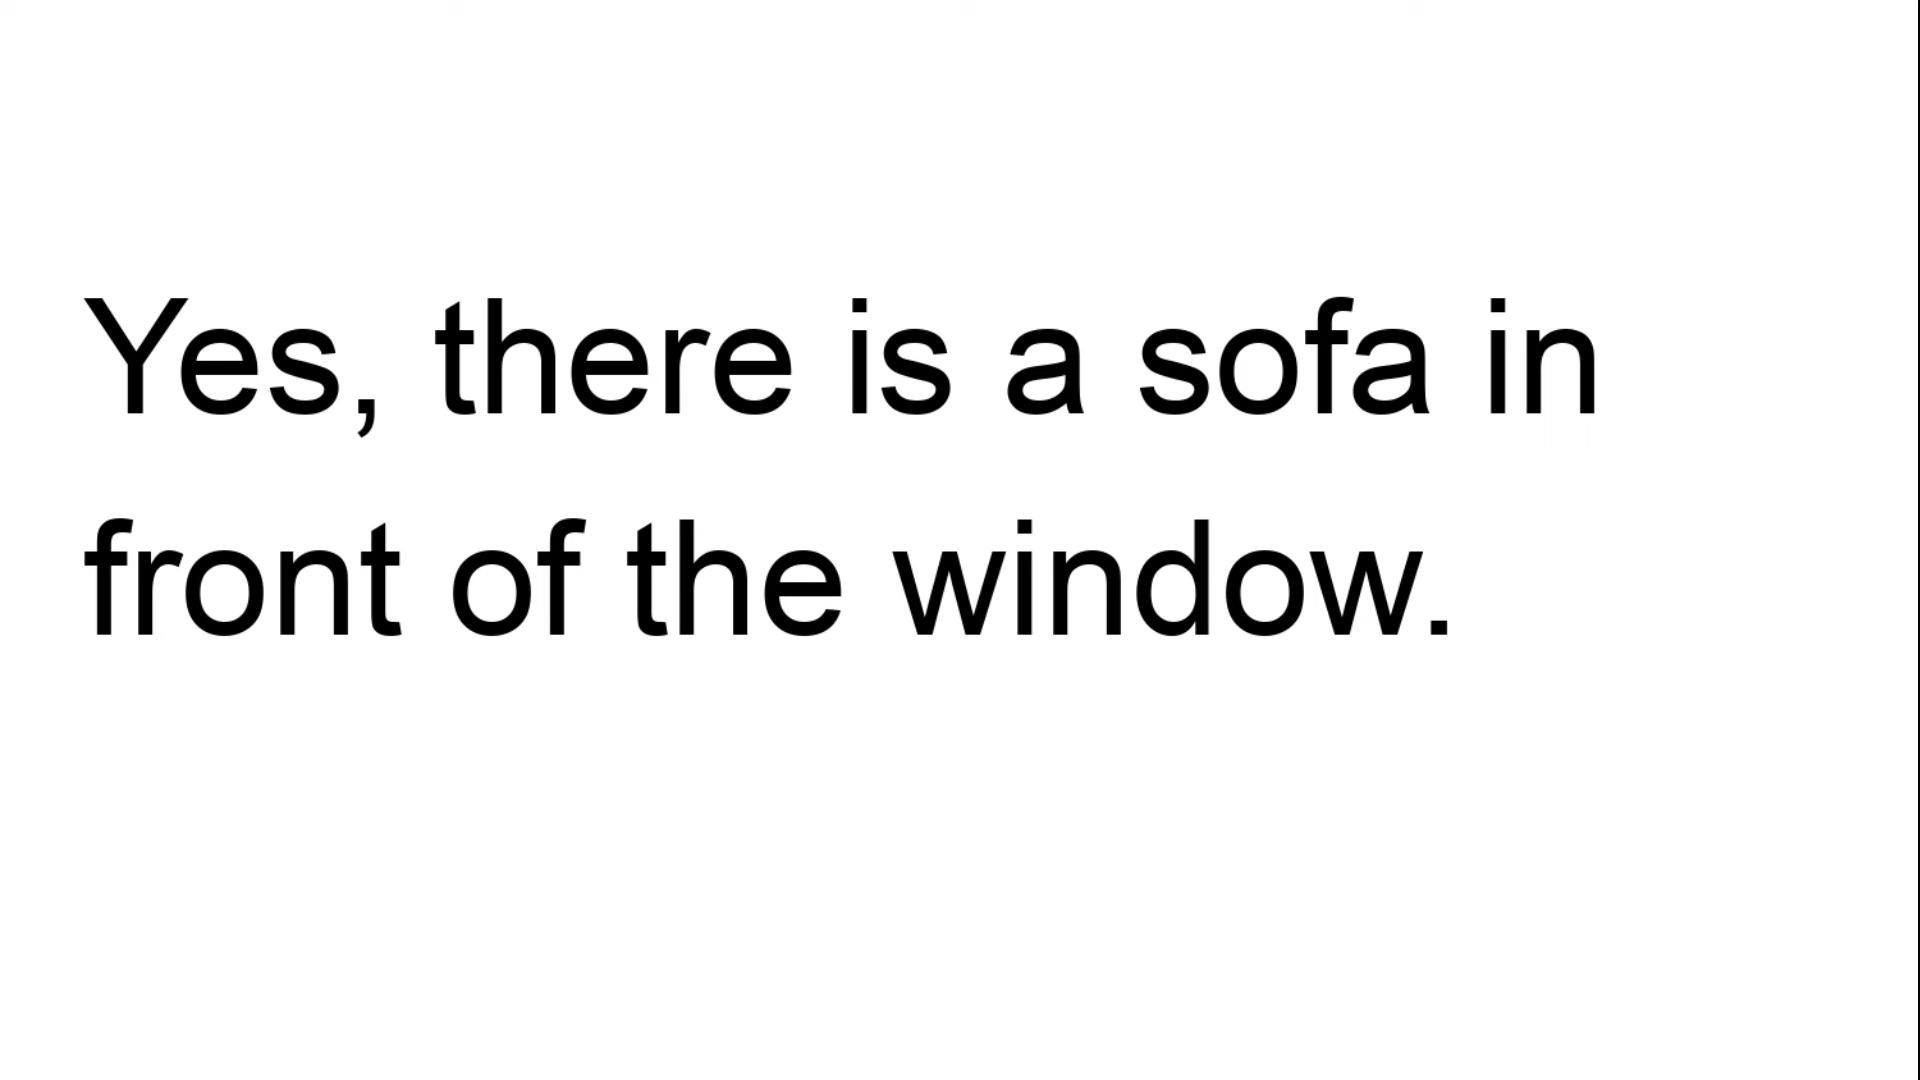 Yes, there is a sofa in
front of the window.